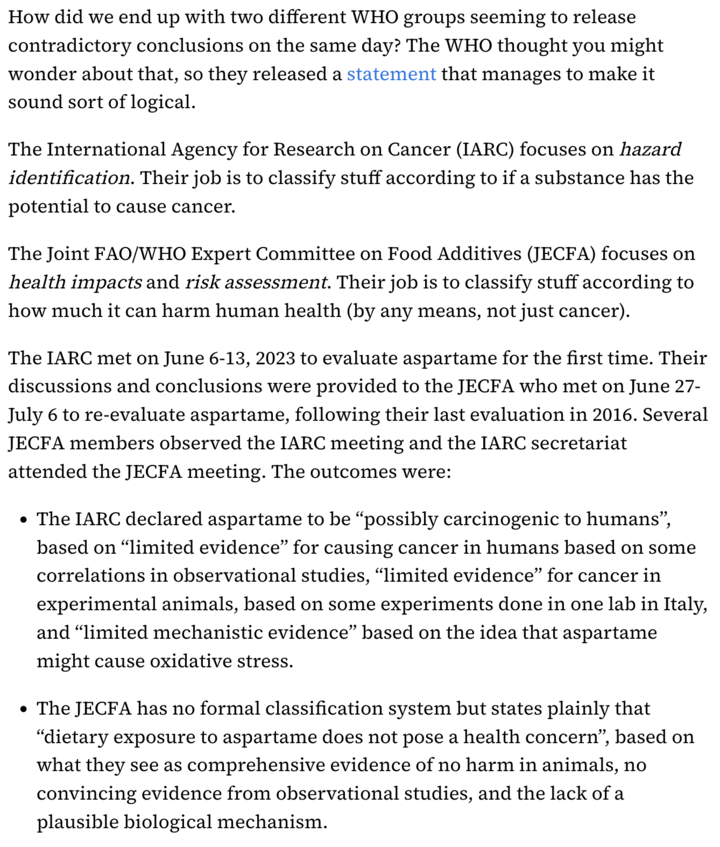 How did we end up with two different WHO groups seeming to release
contradictory conclusions on the same day? The WHO thought you might
wonder about that, so they released a statement that manages to make it
sound sort of logical.
The International Agency for Research on Cancer (IARC) focuses on hazard
identification. Their job is to classify stuff according to if a substance has the
potential to cause cancer.
The Joint FAO/WHO Expert Committee on Food Additives (JECFA) focuses on
health impacts and risk assessment. Their job is to classify stuff according to
how much it can harm human health (by any means, not just cancer).
The IARC met on June 6-13, 2023 to evaluate aspartame for the first time. Their
discussions and conclusions were provided to the JECFA who met on June 27-
July 6 to re-evaluate aspartame, following their last evaluation in 2016. Several
JECFA members observed the IARC meeting and the IARC secretariat
attended the JECFA meeting. The outcomes were:
• The IARC declared aspartame to be “possibly carcinogenic to humans”,
based on “limited evidence” for causing cancer in humans based on some
correlations in observational studies, “limited evidence” for cancer in
experimental animals, based on some experiments done in one lab in Italy,
and “limited mechanistic evidence” based on the idea that aspartame
might cause oxidative stress.
• The JECFA has no formal classification system but states plainly that
“dietary exposure to aspartame does not pose a health concern”, based on
what they see as comprehensive evidence of no harm in animals, no
convincing evidence from observational studies, and the lack of a
plausible biological mechanism.